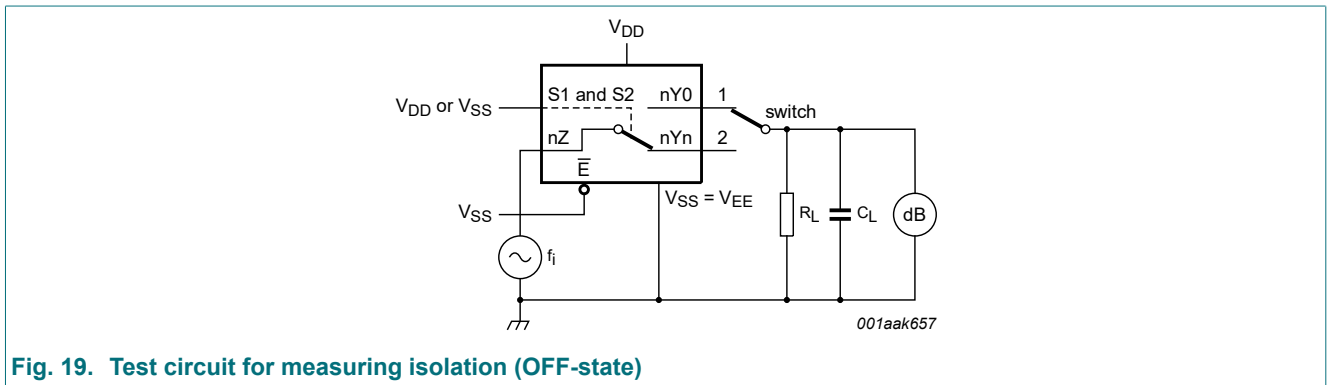 VDD
VDD or VSS
S1 and S2
nY0
1
switch
nZ
nYn
2
E
VSS = VEE
VSS
RL
CL
dB
fi
001aak657
Fig. 19. Test circuit for measuring isolation (OFF-state)